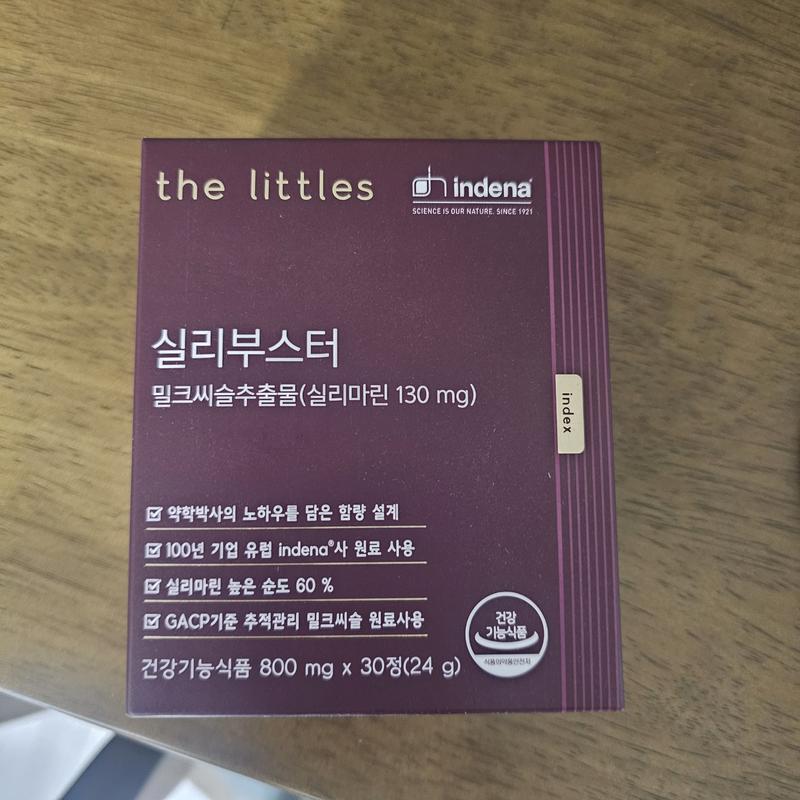 the littles
indena
SCIENCE IS OUR NATURE. SINCE 1921
실리부스터
밀크씨슬추출물(실리마린 130 mg)
index
약학박사의 노하우를 담은 함량 설계
100년 기업 유럽 indena®사 원료 사용
실리마린 높은 순도 60 %
GACP기준 추적관리 밀크씨슬 원료사용
건강
기능식품
식품의약품안전처
건강기능식품 800 mg x 30정(24 g)